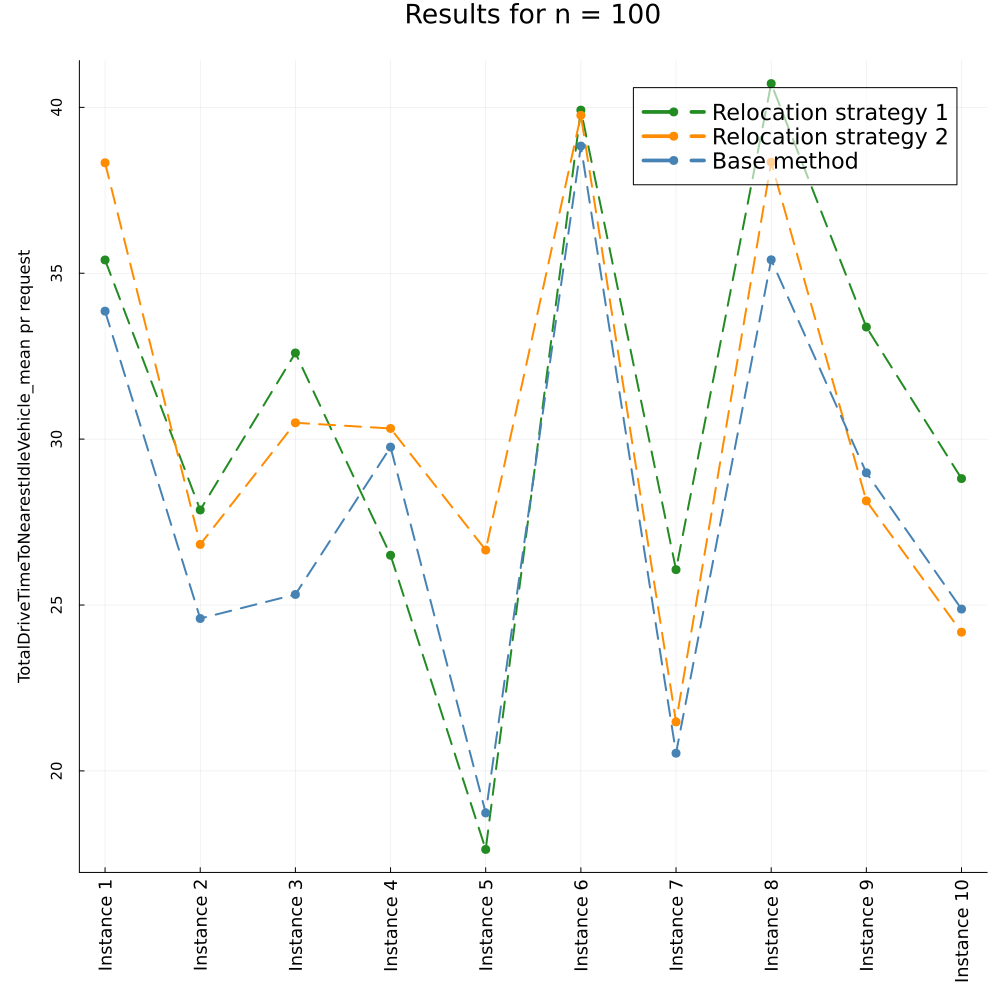 Results for n = 100
TotalDriveTimeToNearestIdleVehicle_mean pr request
40
35
30
25
20
Relocation strategy 1
Relocation strategy 2
Base method
Instance 1
Instance 2
Instance 3
Instance 4
Instance 5
Instance 6
Instance 7
Instance 8
Instance 9
Instance 10